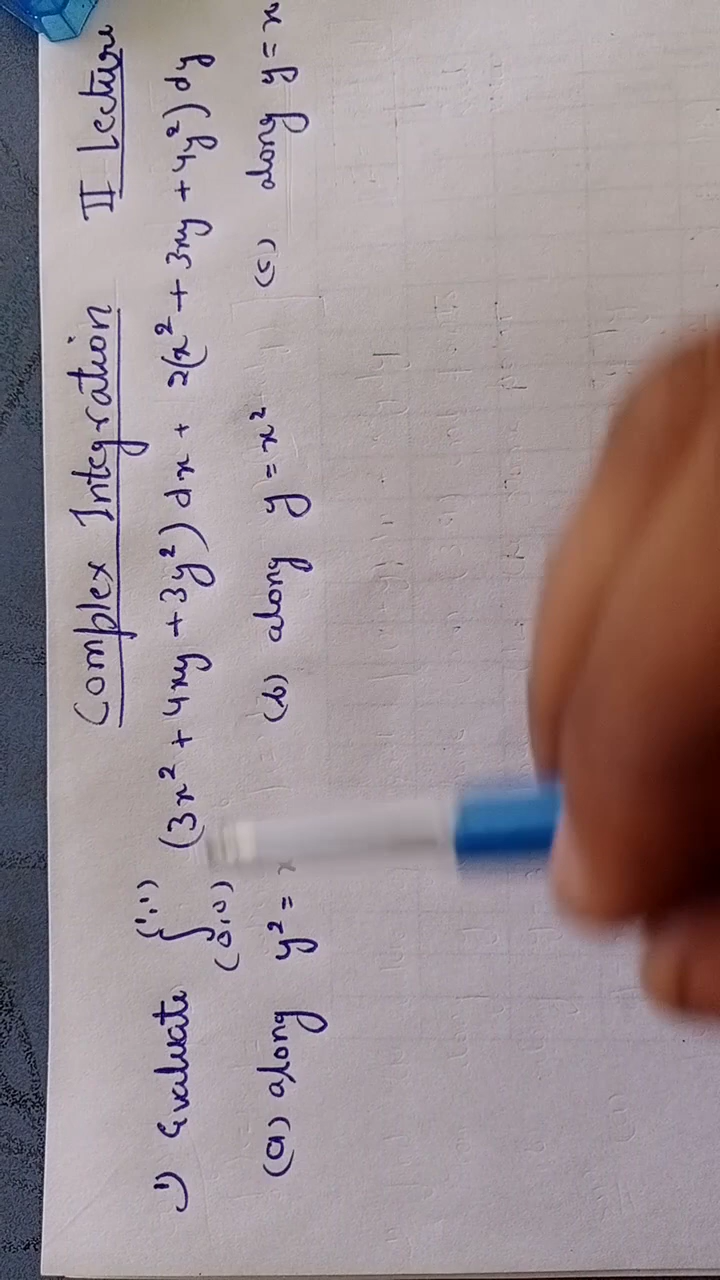 Complex Integration II Lecture
1) Evaluate ∫(0,0)^(1,1) (3x² + 4xy + 3y²) dx + 2(x² + 3xy + 4y²) dy
(a) along y² = x (b) along y = x² (c) along y = x